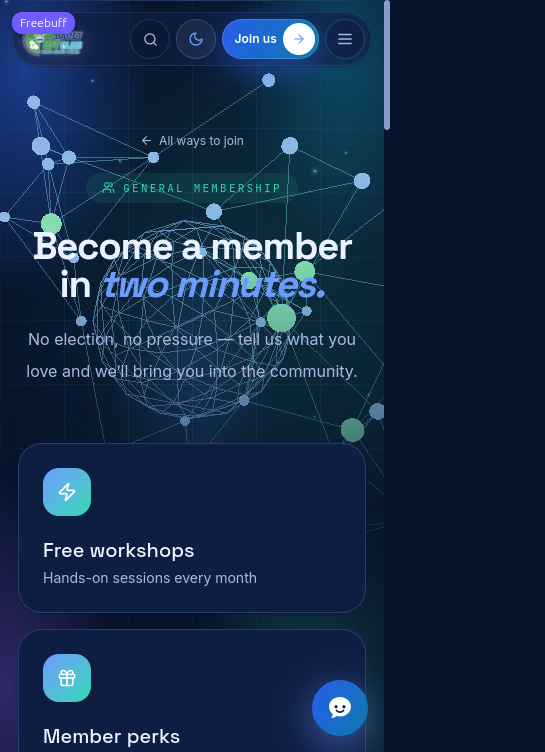 Freebuff
Join us
All ways to join
GENERAL MEMBERSHIP
Become a member
in two minutes.
No election, no pressure — tell us what you
love and we'll bring you into the community.
Free workshops
Hands-on sessions every month
Member perks